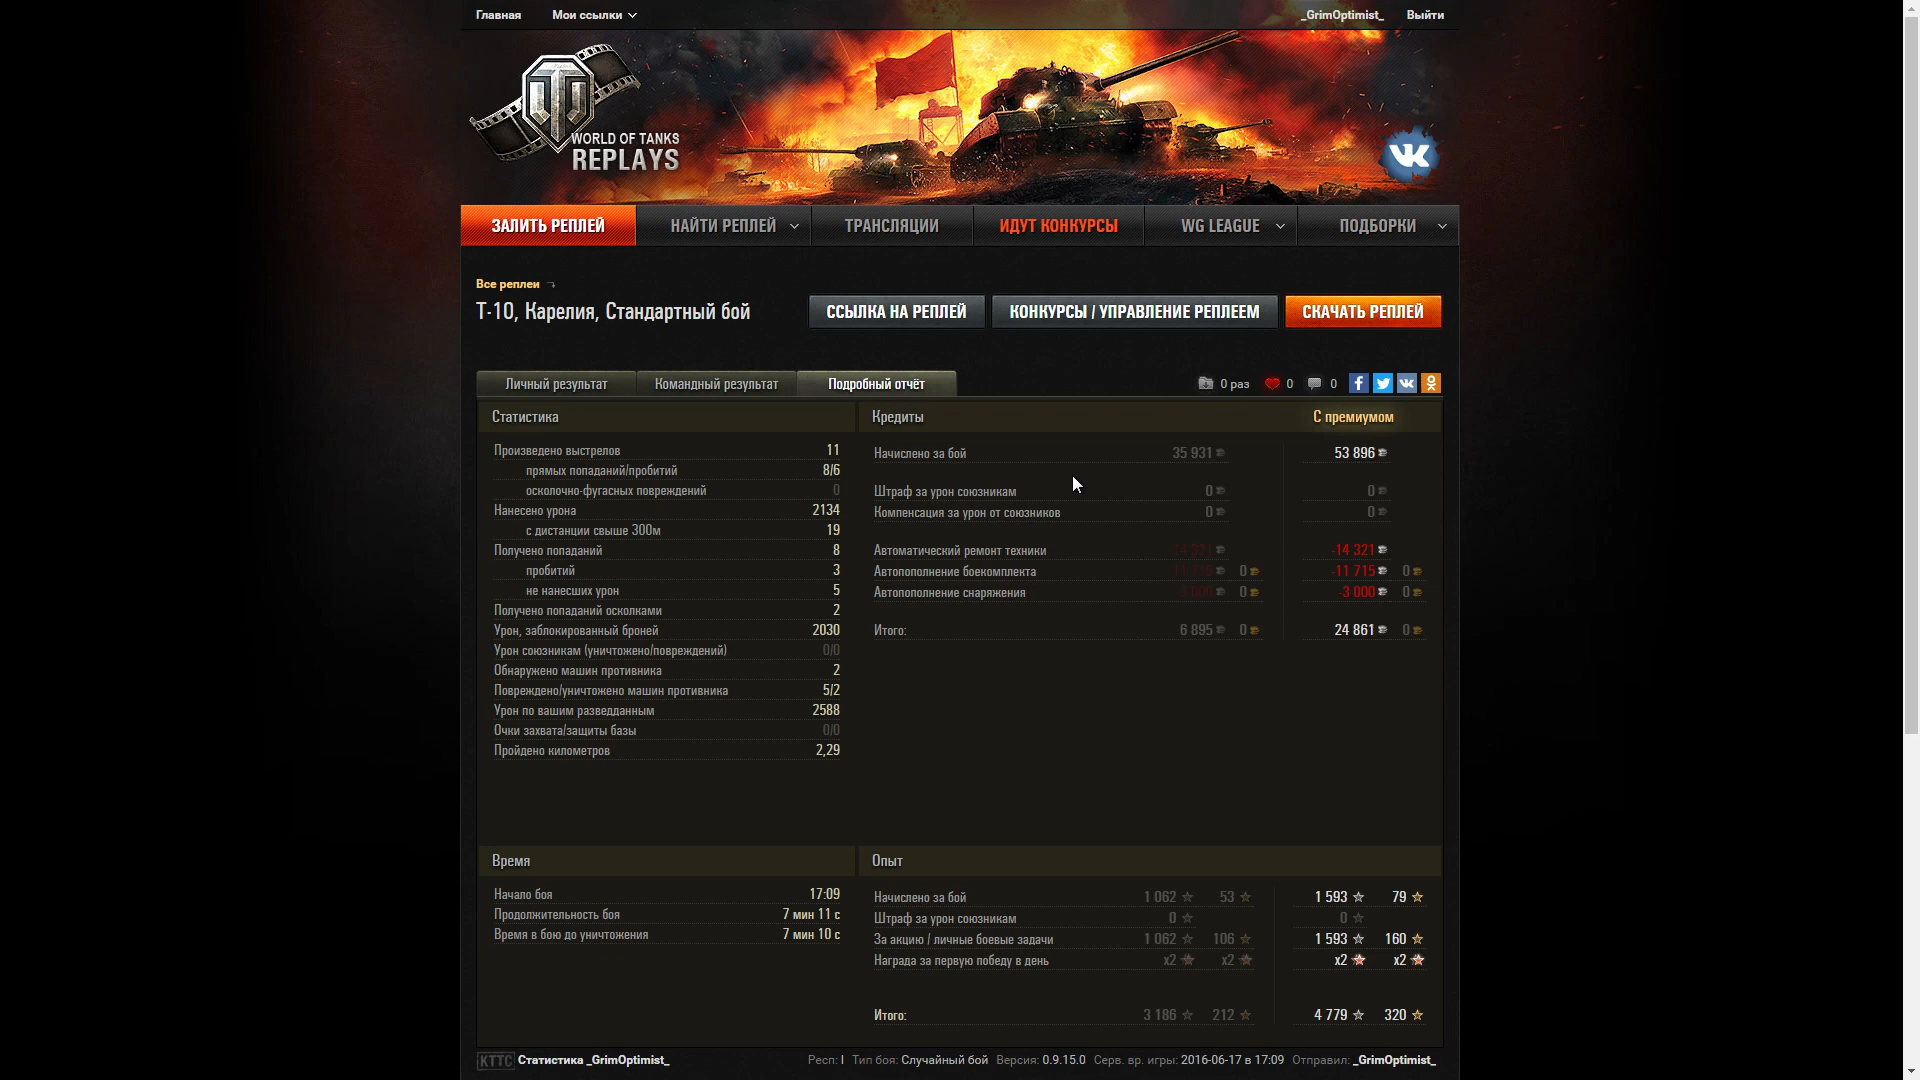 Главная Мои ссылки _GrimOptimist_ Выйти
WORLD OF TANKS
REPLAYS
ЗАЛИТЬ РЕПЛЕЙ НАЙТИ РЕПЛЕЙ ТРАНСЛЯЦИИ ИДУТ КОНКУРСЫ WG LEAGUE ПОДБОРКИ
Все реплеи
Т-10, Карелия, Стандартный бой ССЫЛКА НА РЕПЛЕЙ КОНКУРСЫ / УПРАВЛЕНИЕ РЕПЛЕЕМ СКАЧАТЬ РЕПЛЕЙ
Личный результат Командный результат Подробный отчёт 0 раз 0 0
Статистика
Произведено выстрелов 11
прямых попаданий/пробитий 8/6
осколочно-фугасных повреждений 0
Нанесено урона 2134
с дистанции свыше 300м 19
Получено попаданий 8
пробитий 3
не нанесших урон 5
Получено попаданий осколками 2
Урон, заблокированный броней 2030
Урон союзникам (уничтожено/повреждений) 0/0
Обнаружено машин противника 2
Повреждено/уничтожено машин противника 5/2
Урон по вашим разведданным 2588
Очки захвата/защиты базы 0/0
Пройдено километров 2,29
Кредиты С премиумом
Начислено за бой 35 931 53 896
Штраф за урон союзникам 0 0
Компенсация за урон от союзников 0 0
Автоматический ремонт техники -14 321 -14 321
Автопополнение боекомплекта -11 715 0 -11 715 0
Автопополнение снаряжения -3 000 0 -3 000 0
Итого: 6 895 0 24 861 0
Время
Начало боя 17:09
Продолжительность боя 7 мин 11 с
Время в бою до уничтожения 7 мин 10 с
Опыт
Начислено за бой 1 062 53 1 593 79
Штраф за урон союзникам 0 0
За акцию / личные боевые задачи 1 062 106 1 593 160
Награда за первую победу в день x2 x2 x2 x2
Итого: 3 186 212 4 779 320
КТТС Статистика _GrimOptimist_ Респ: I Тип боя: Случайный бой Версия: 0.9.15.0 Серв. вр. игры: 2016-06-17 в 17:09 Отправил: _GrimOptimist_